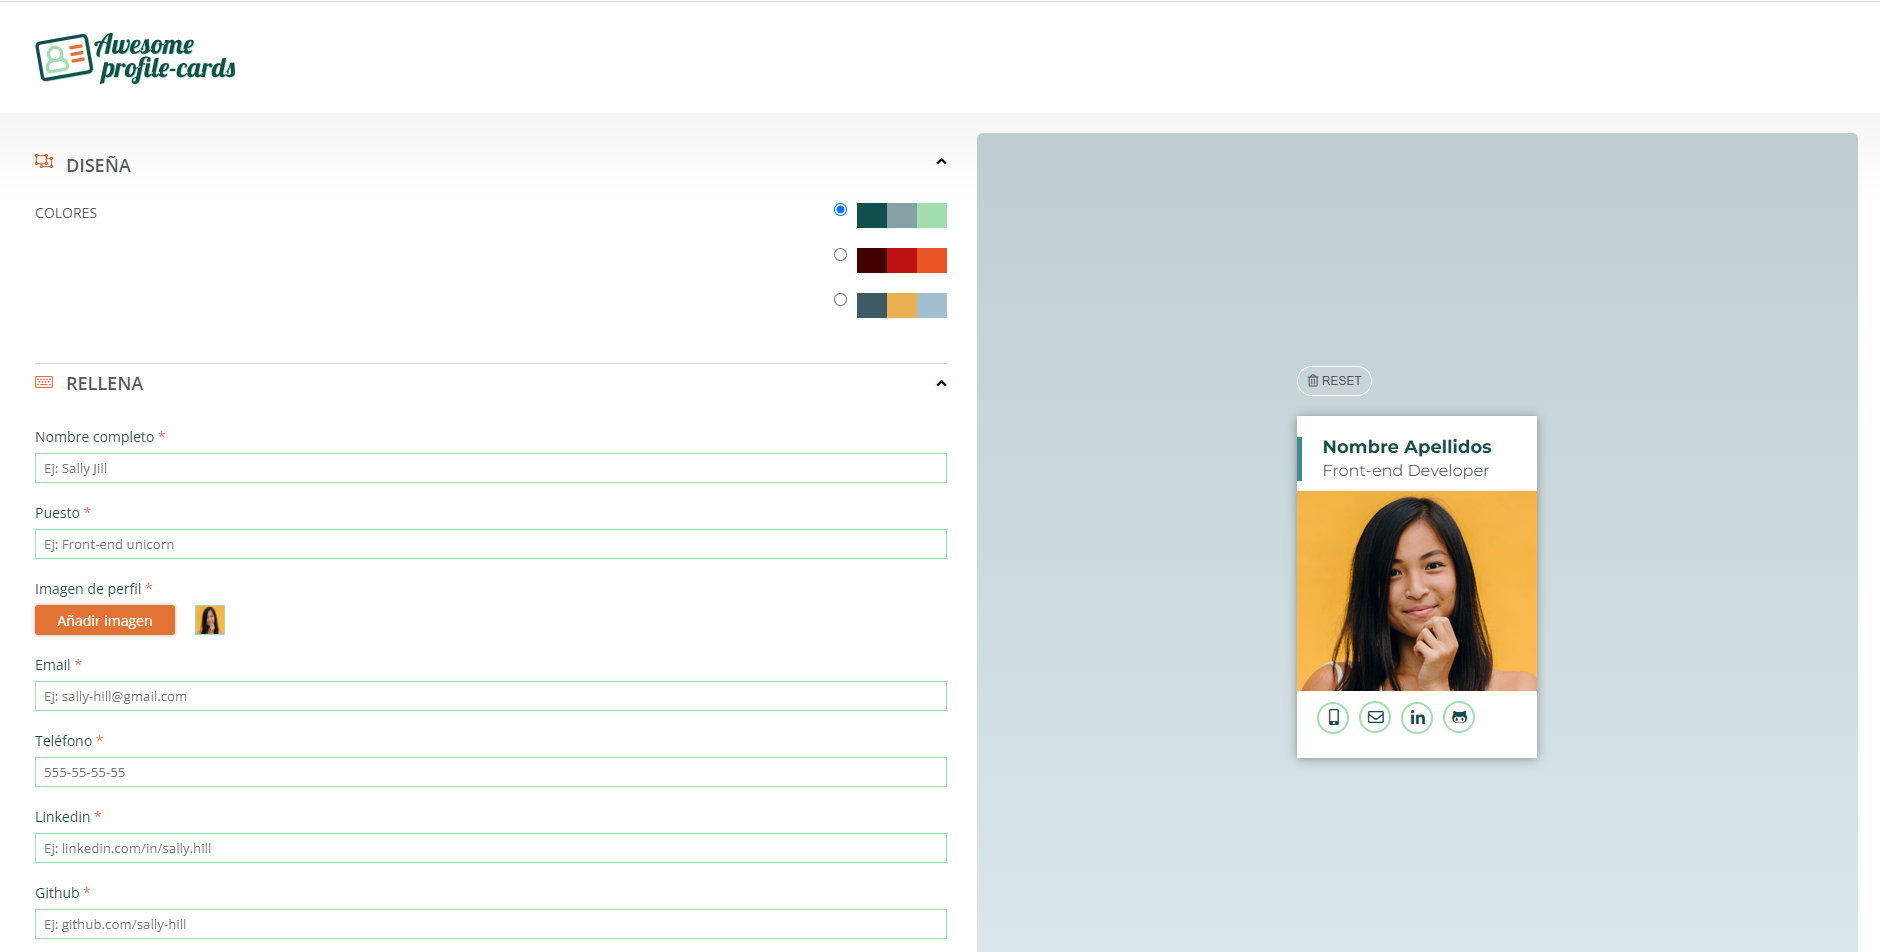 Awesome
profile-cards
DISEÑA
COLORES
RELLENA
Nombre completo *
Ej: Sally Jill
Puesto *
Ej: Front-end unicorn
Imagen de perfil *
Añadir imagen
Email *
Ej: sally-hill@gmail.com
Teléfono *
555-55-55-55
Linkedin *
Ej: linkedin.com/in/sally.hill
Github *
Ej: github.com/sally-hill
RESET
Nombre Apellidos
Front-end Developer
in